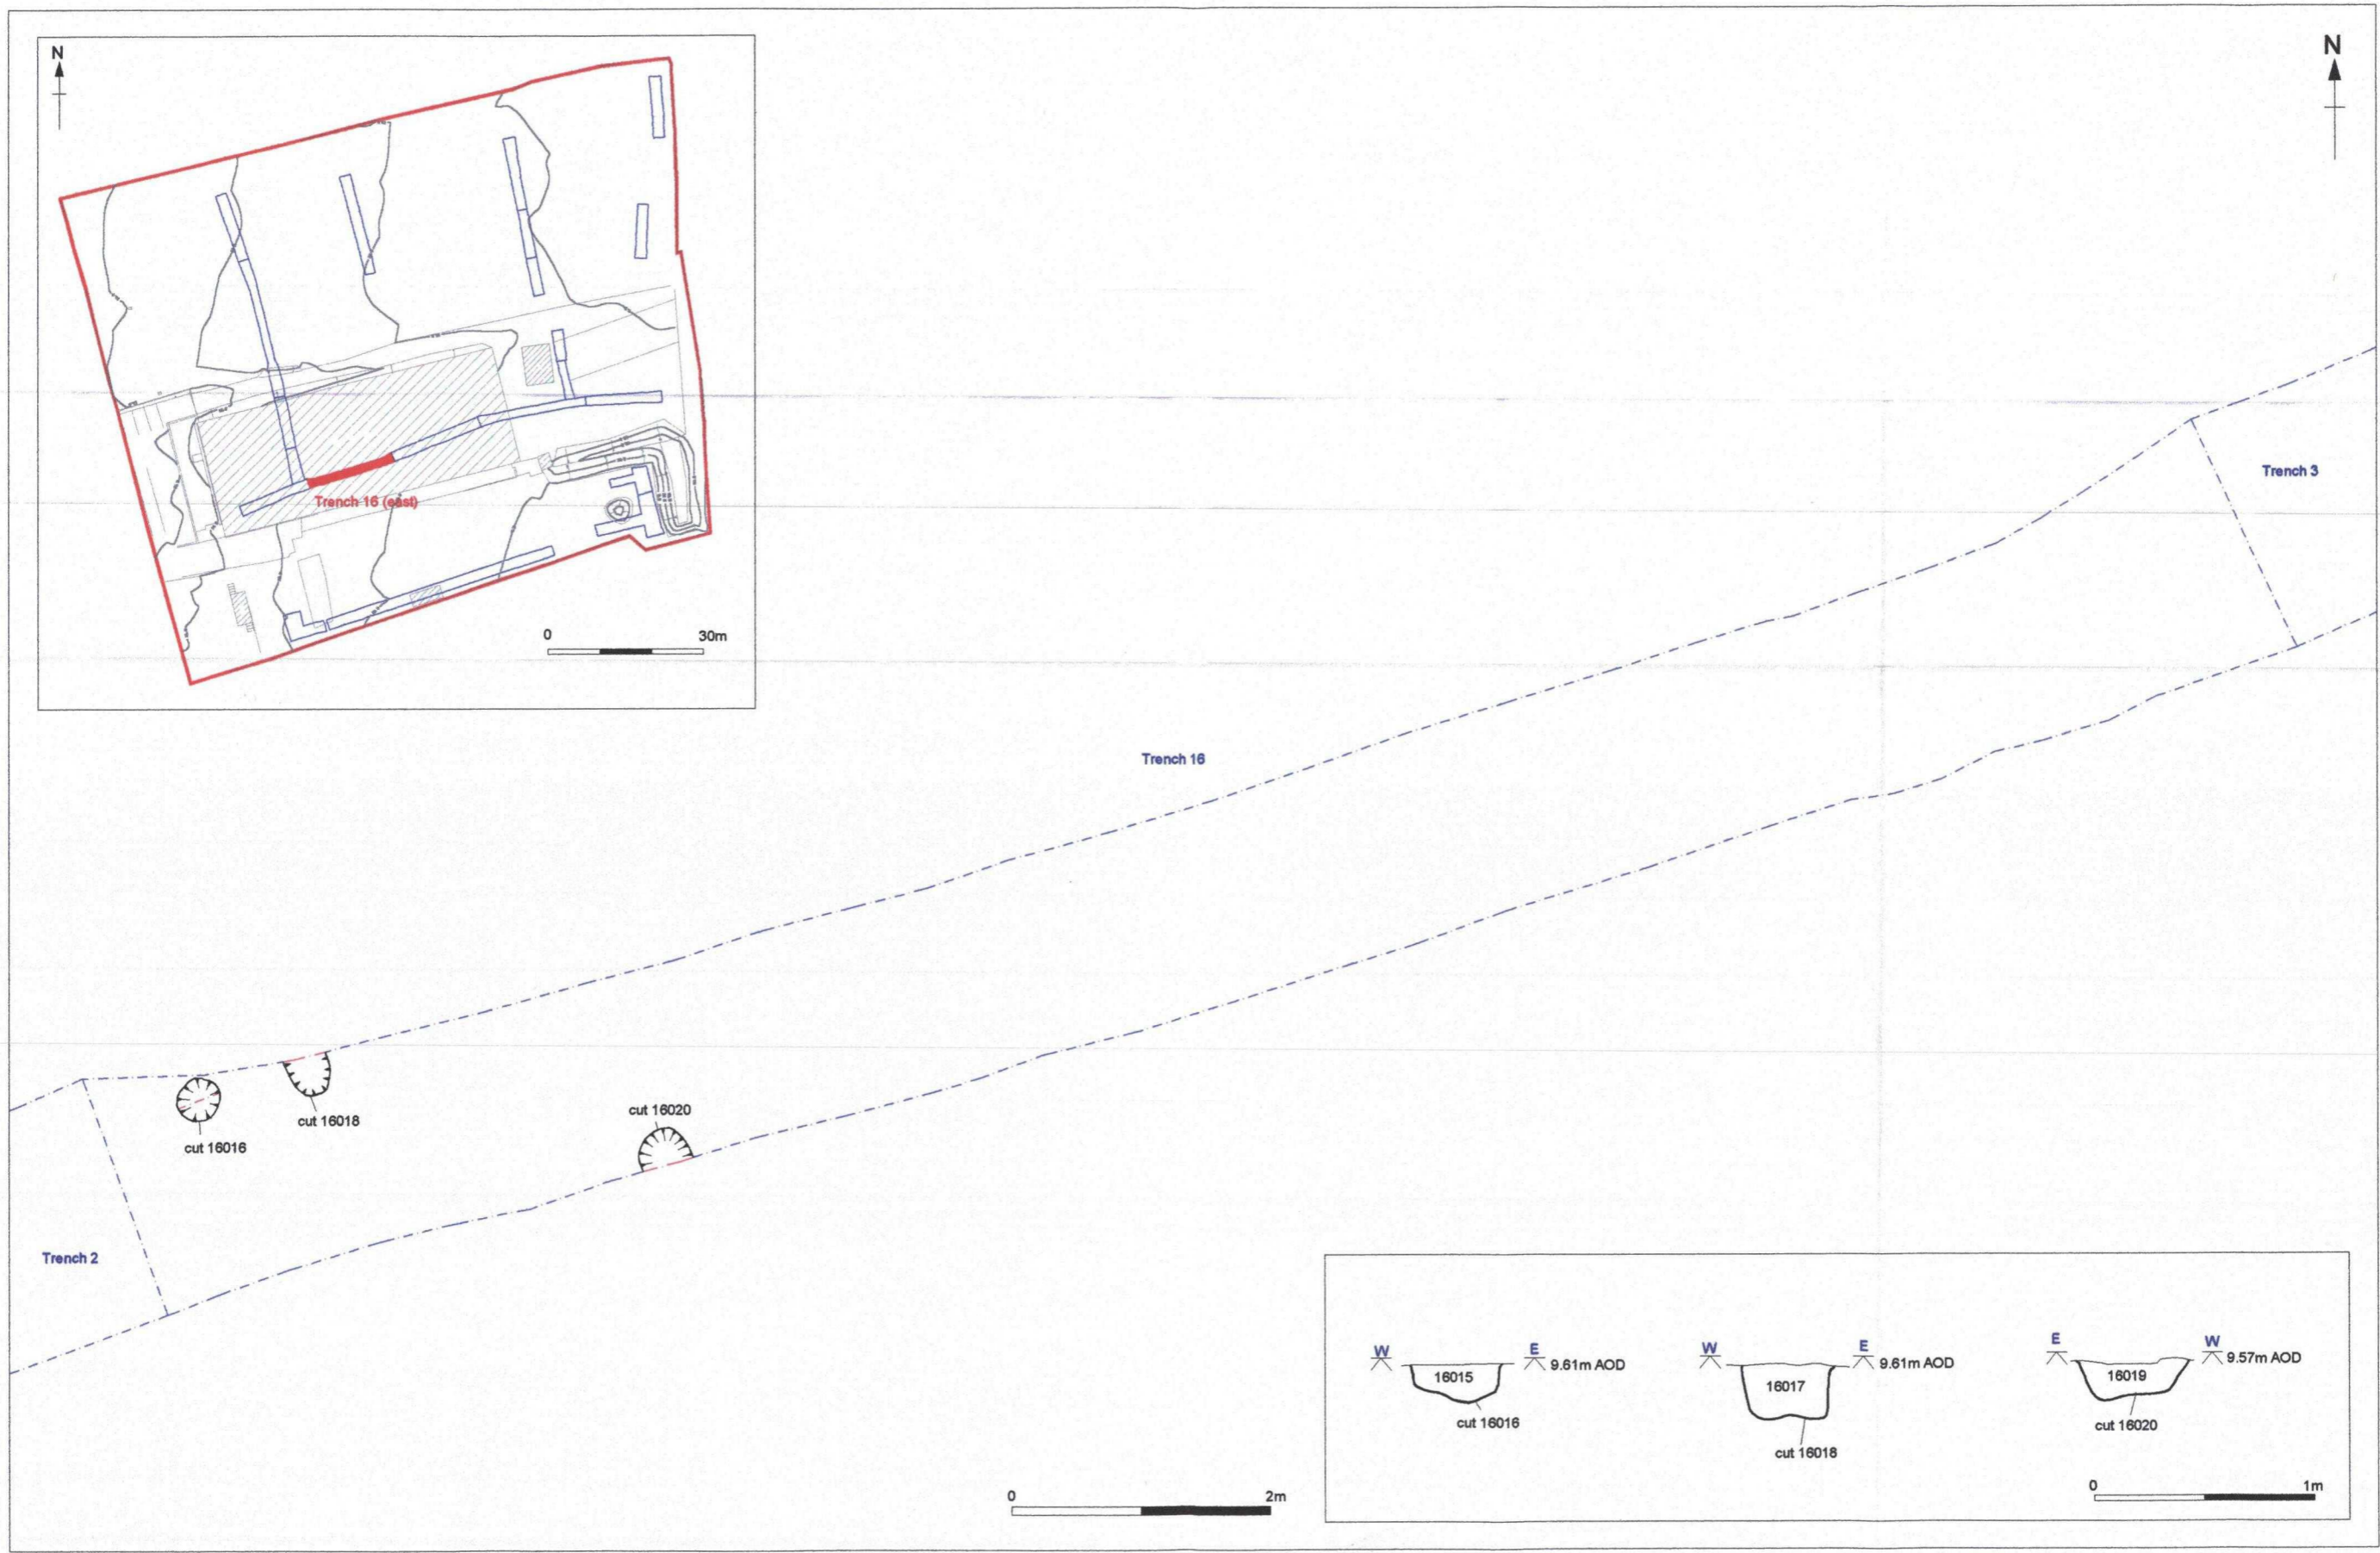 N
Trench 16 (east)
0 30m
N
Trench 3
Trench 16
cut 16016
cut 16018
cut 16020
Trench 2
0 2m
W E 9.61m AOD
16015
cut 16016
W E 9.61m AOD
16017
cut 16018
E W 9.57m AOD
16019
cut 16020
0 1m